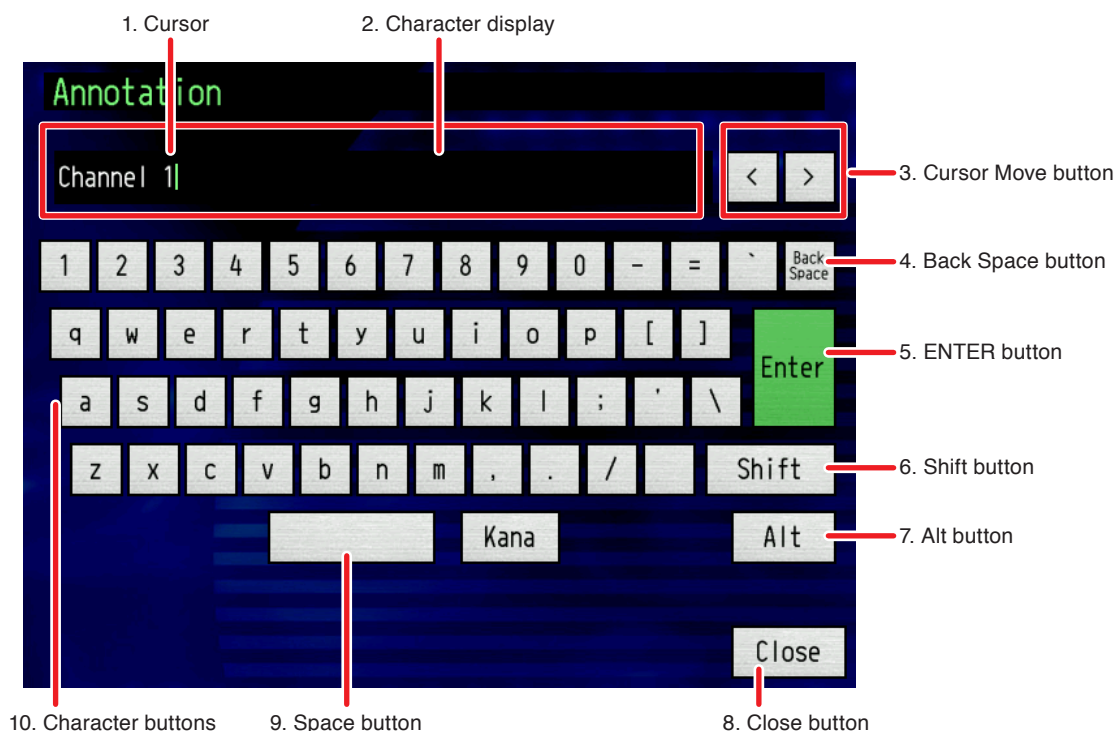 1. Cursor 2. Character display
Annotation
Channel 1
< >
3. Cursor Move button
1 2 3 4 5 6 7 8 9 0 - = ` Back Space
4. Back Space button
q w e r t y u i o p [ ]
Enter
5. ENTER button
a s d f g h j k l ; ' \
z x c v b n m , . / Shift
6. Shift button
Kana Alt
7. Alt button
Close
10. Character buttons 9. Space button 8. Close button